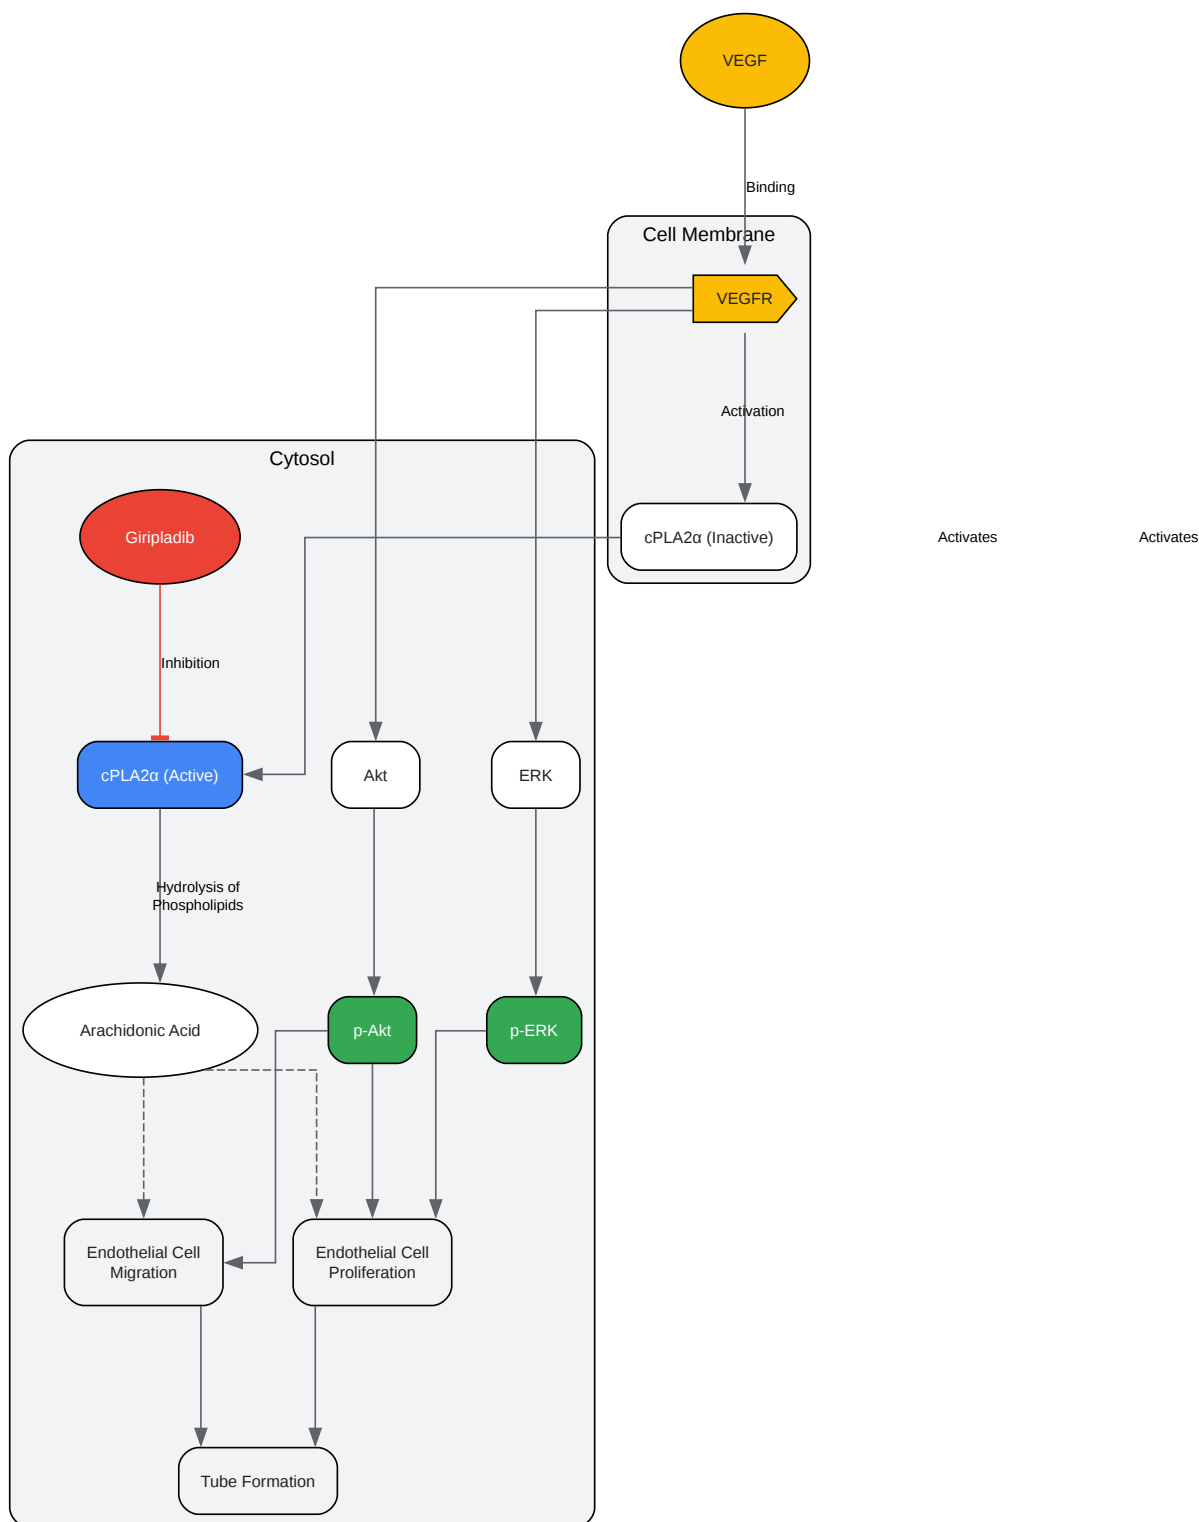 VEGF
Binding
Cell Membrane
VEGFR
Activation
Cytosol
Giripladib
cPLA2α (Inactive)
Activates
Activates
Inhibition
cPLA2α (Active)
Akt
ERK
Hydrolysis of
Phospholipids
Arachidonic Acid
p-Akt
p-ERK
Endothelial Cell
Migration
Endothelial Cell
Proliferation
Tube Formation